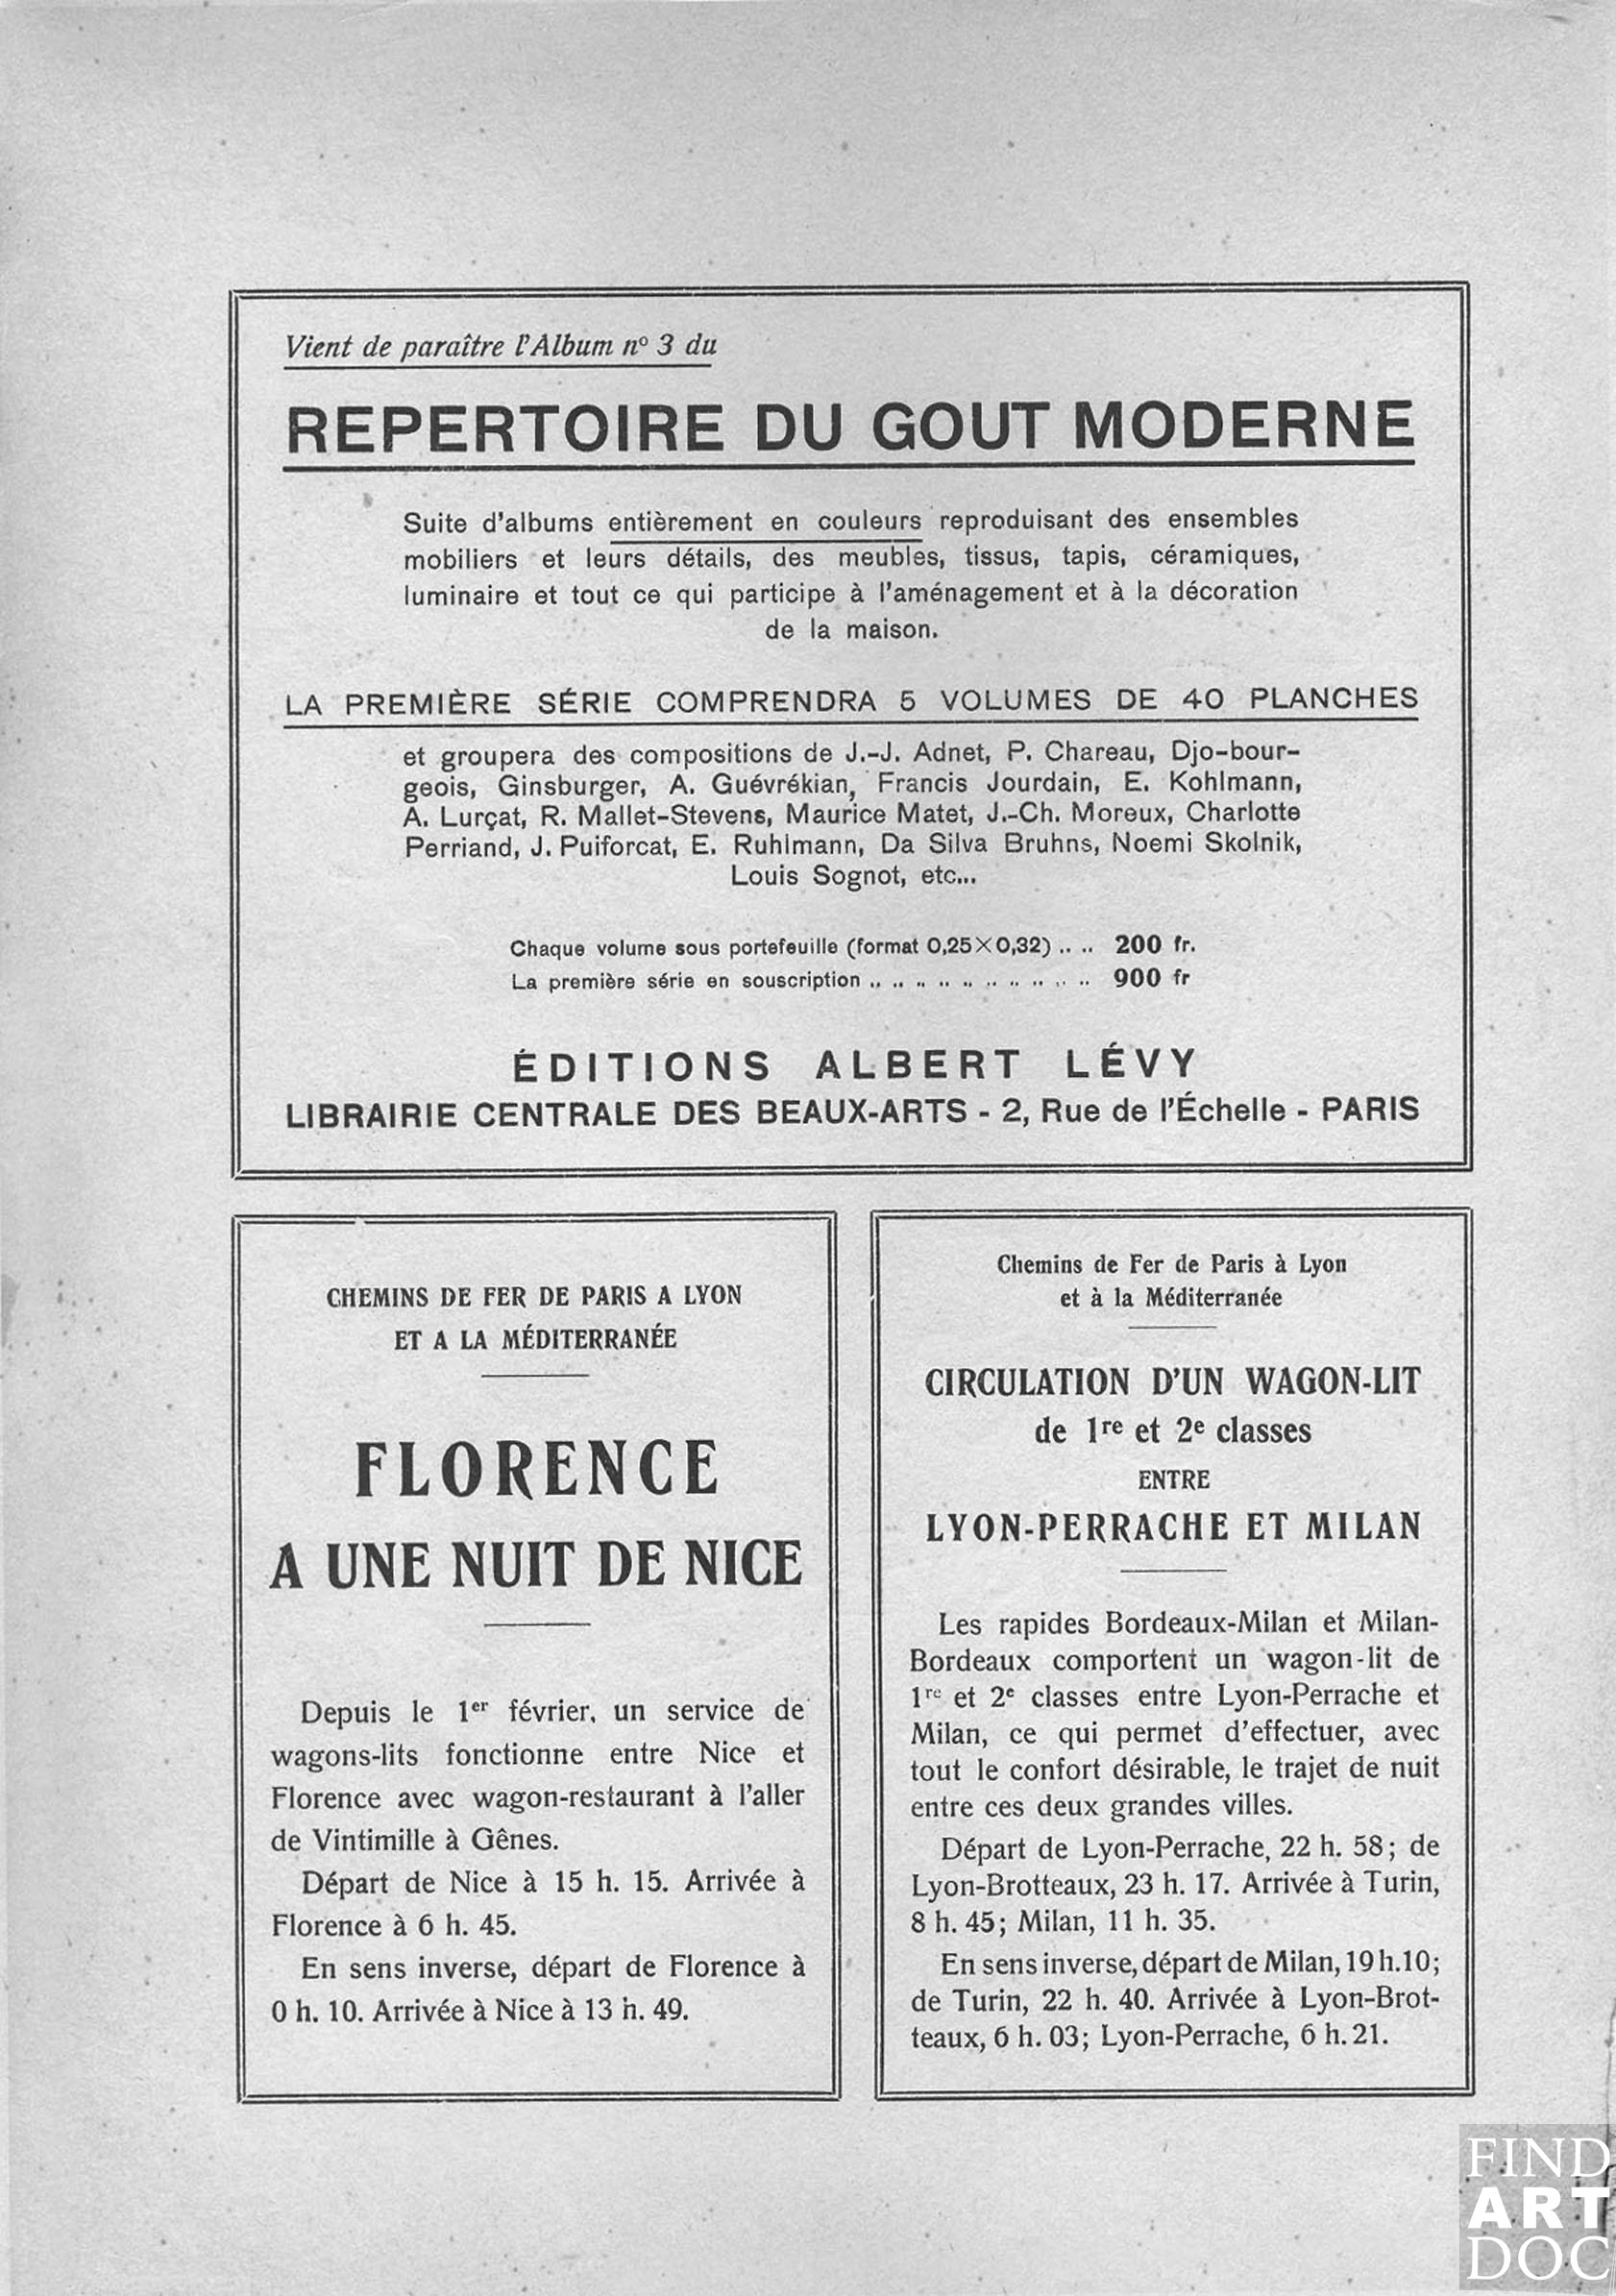 Vient de paraître l'Album nº 3 du
REPERTOIRE DU GOUT MODERNE
Suite d'albums entièrement en couleurs reproduisant des ensembles
mobiliers et leurs détails, des meubles, tissus, tapis, céramiques,
luminaire et tout ce qui participe à l'aménagement et à la décoration
de la maison.
LA PREMIÈRE SÉRIE COMPRENDRA 5 VOLUMES DE 40 PLANCHES
et groupera des compositions de J.-J. Adnet, P. Chareau, Djo-bour-
geois, Ginsburger, A. Guévrékian, Francis Jourdain, E. Kohlmann,
A. Lurçat, R. Mallet-Stevens, Maurice Matet, J.-Ch. Moreux, Charlotte
Perriand, J. Puiforcat, E. Ruhlmann, Da Silva Bruhns, Noemi Skolnik,
Louis Sognot, etc...
Chaque volume sous portefeuille (format 0,25×0,32) .. .. 200 fr.
La première série en souscription .. .. .. .. .. .. .. .. .. .. 900 fr
ÉDITIONS ALBERT LÉVY
LIBRAIRIE CENTRALE DES BEAUX-ARTS - 2, Rue de l'Échelle - PARIS
CHEMINS DE FER DE PARIS A LYON
ET A LA MÉDITERRANÉE
FLORENCE
A UNE NUIT DE NICE
Depuis le 1er février, un service de
wagons-lits fonctionne entre Nice et
Florence avec wagon-restaurant à l'aller
de Vintimille à Gênes.
Départ de Nice à 15 h. 15. Arrivée à
Florence à 6 h. 45.
En sens inverse, départ de Florence à
0 h. 10. Arrivée à Nice à 13 h. 49.
Chemins de Fer de Paris à Lyon
et à la Méditerranée
CIRCULATION D'UN WAGON-LIT
de 1re et 2e classes
ENTRE
LYON-PERRACHE ET MILAN
Les rapides Bordeaux-Milan et Milan-
Bordeaux comportent un wagon-lit de
1re et 2e classes entre Lyon-Perrache et
Milan, ce qui permet d'effectuer, avec
tout le confort désirable, le trajet de nuit
entre ces deux grandes villes.
Départ de Lyon-Perrache, 22 h. 58; de
Lyon-Brotteaux, 23 h. 17. Arrivée à Turin,
8 h. 45; Milan, 11 h. 35.
En sens inverse, départ de Milan, 19 h.10;
de Turin, 22 h. 40. Arrivée à Lyon-Brot-
teaux, 6 h. 03; Lyon-Perrache, 6 h. 21.
FIND
ART
DOC